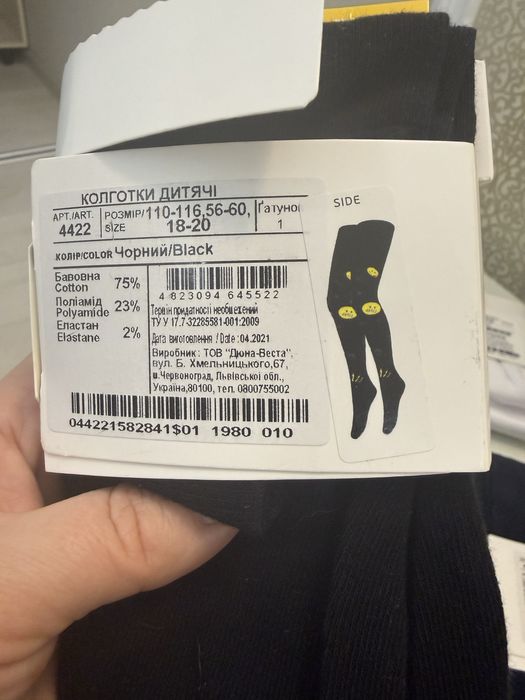 КОЛГОТКИ ДИТЯЧІ
АРТ./ART. 4422
РОЗМІР/SIZE 110-116,56-60, 18-20
Ґатунок 1
КОЛІР/COLOR Чорний/Black
Бавовна Cotton 75%
Поліамід Polyamide 23%
Еластан Elastane 2%
4 823094 645522
Термін придатності необмежений
ТУ У 17.7-32285581-001:2009
Дата виготовлення / Date : 04.2021
Виробник: ТОВ "Дюна-Веста",
вул. Б. Хмельницького,67,
м.Червоноград, Львівської обл.,
Україна,80100, тел. 0800755002
044221582841$01 1980 010
SIDE